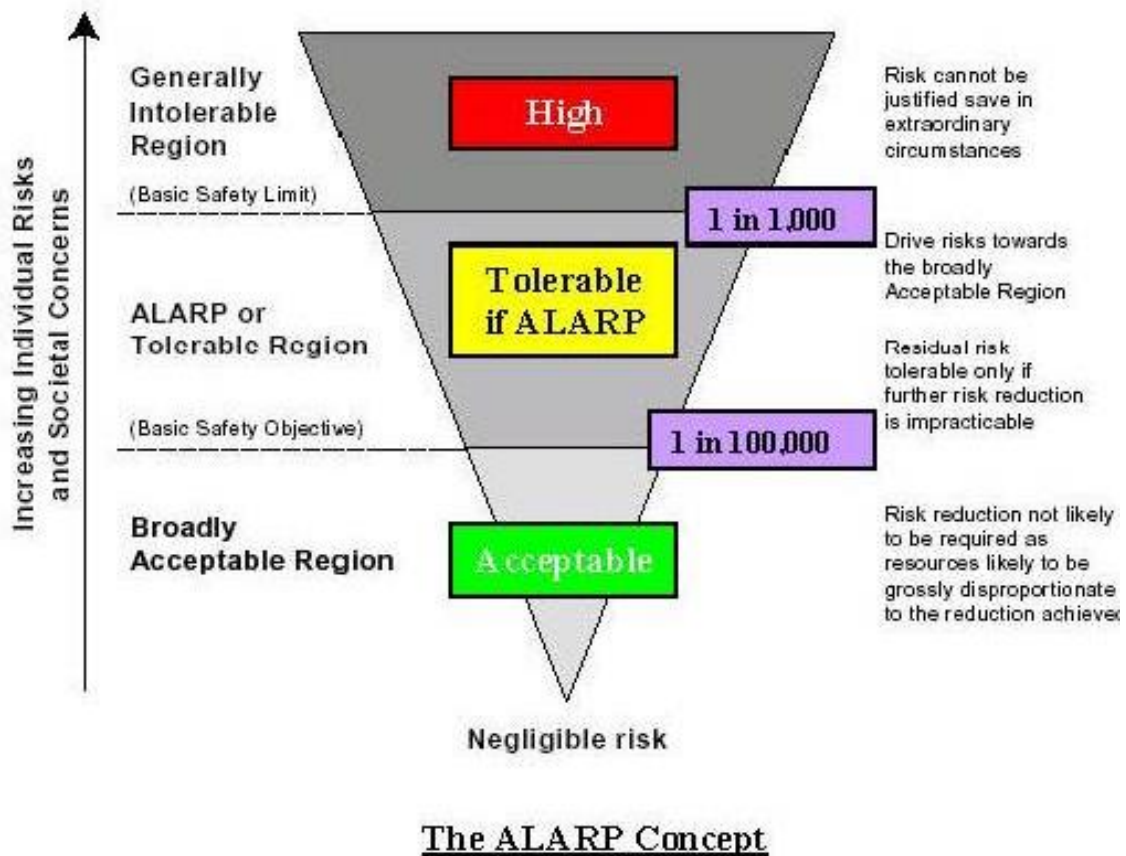 Increasing Individual Risks
and Societal Concerns
Generally
Intolerable
Region
(Basic Safety Limit)
High
Risk cannot be
justified save in
extraordinary
circumstances
1 in 1,000
ALARP or
Tolerable Region
(Basic Safety Objective)
Tolerable
if ALARP
Drive risks towards
the broadly
Acceptable Region
Residual risk
tolerable only if
further risk reduction
is impracticable
1 in 100,000
Broadly
Acceptable Region
Acceptable
Risk reduction not likely
to be required as
resources likely to be
grossly disproportionate
to the reduction achieved
Negligible risk
The ALARP Concept